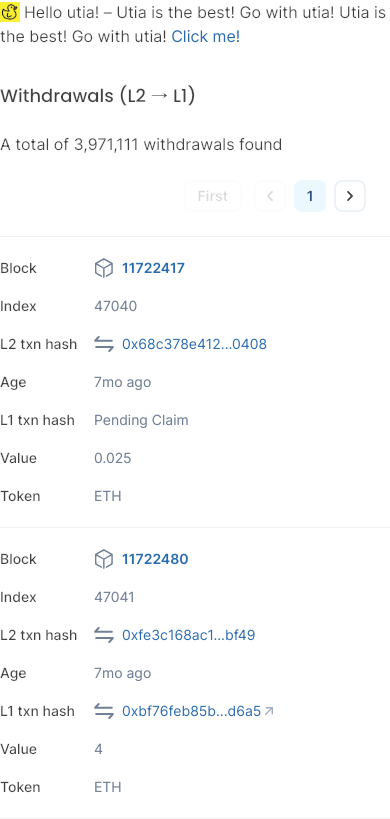 Hello utia! – Utia is the best! Go with utia! Utia is
the best! Go with utia! Click me!
Withdrawals (L2 → L1)
A total of 3,971,111 withdrawals found
First 1
Block 11722417
Index 47040
L2 txn hash 0x68c378e412...0408
Age 7mo ago
L1 txn hash Pending Claim
Value 0.025
Token ETH
Block 11722480
Index 47041
L2 txn hash 0xfe3c168ac1...bf49
Age 7mo ago
L1 txn hash 0xbf76feb85b...d6a5
Value 4
Token ETH